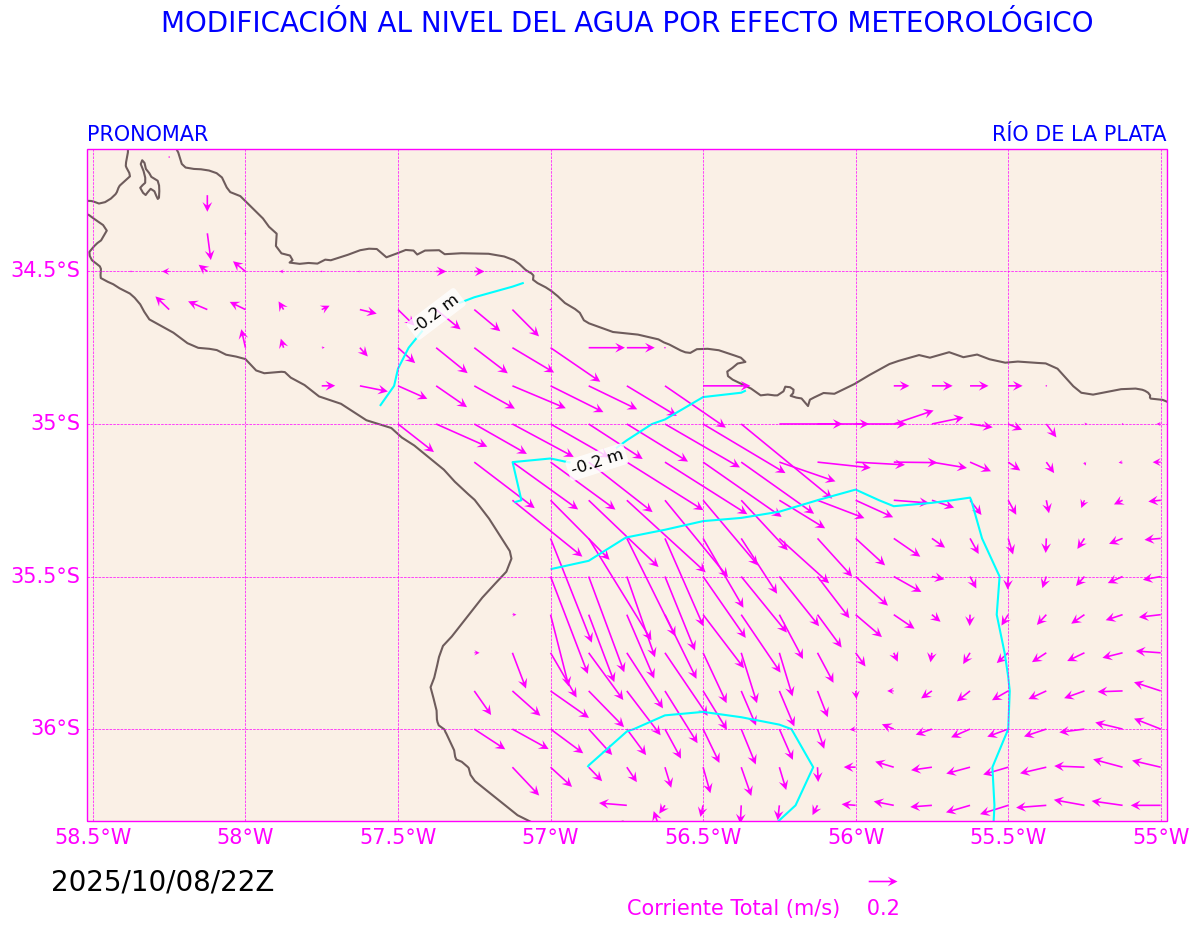 MODIFICACIÓN AL NIVEL DEL AGUA POR EFECTO METEOROLÓGICO
PRONOMAR
RÍO DE LA PLATA
34.5°S
-0.2 m
35°S
-0.2 m
35.5°S
36°S
58.5°W
58°W
57.5°W
57°W
56.5°W
56°W
55.5°W
55°W
2025/10/08/22Z
Corriente Total (m/s)
0.2